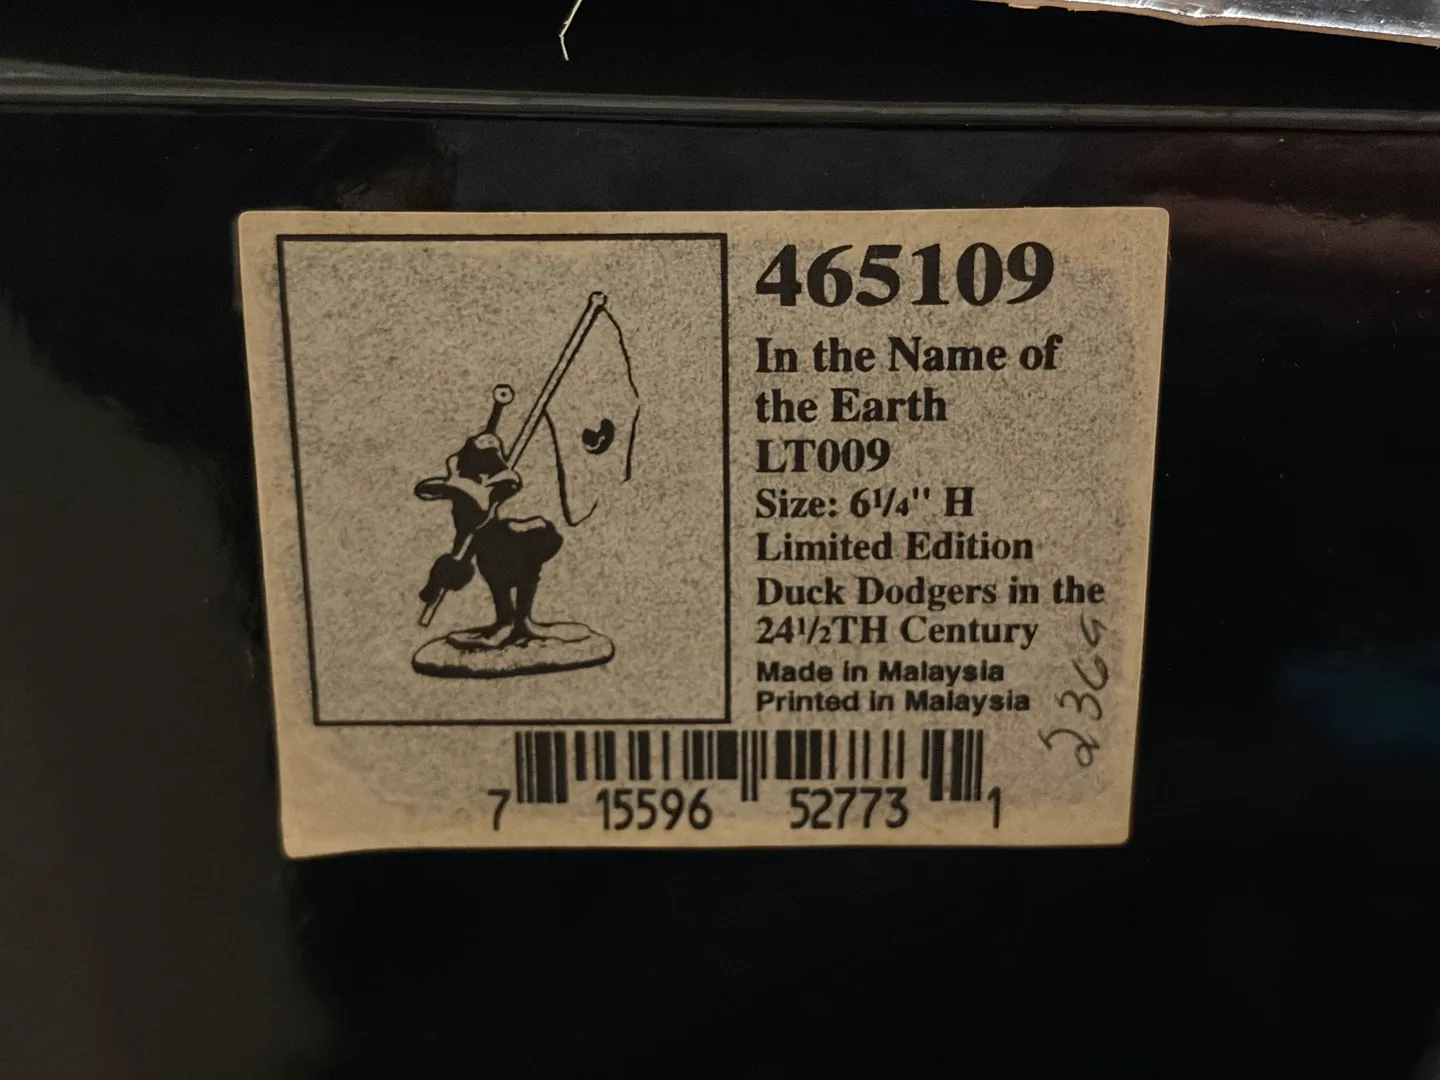 465109
In the Name of
the Earth
LT009
Size: 6¼" H
Limited Edition
Duck Dodgers in the
24½TH Century
Made in Malaysia
Printed in Malaysia
2369
7 15596 52773 1